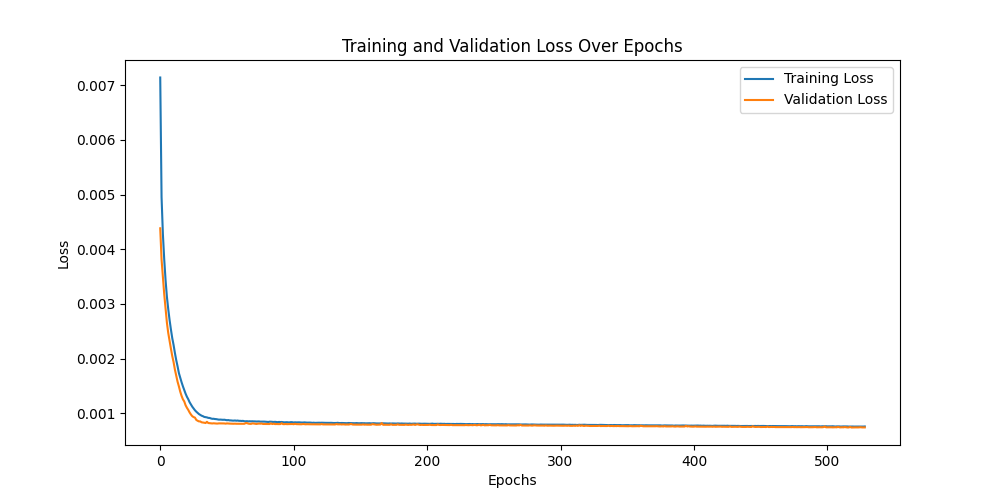 Training and Validation Loss Over Epochs
Training Loss
Validation Loss
0.007
0.006
0.005
0.004
0.003
0.002
0.001
Loss
0 100 200 300 400 500
Epochs